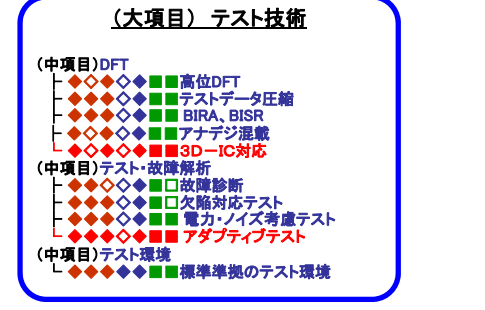 (大項目) テスト技術
(中項目)DFT
├ ◆◇◆◇◆■■高位DFT
├ ◆◆◆◇◆■■テストデータ圧縮
├ ◆◆◆◇◆■■ BIRA、BISR
├ ◆◇◆◇◆■■アナデジ混載
└ ◆◇◆◇◆■■3D－IC対応
(中項目)テスト・故障解析
├ ◆◆◇◇◆■□故障診断
├ ◆◆◆◇◆■□欠陥対応テスト
├ ◆◆◆◇◆■■ 電力・ノイズ考慮テスト
└ ◆◆◆◇◆■■ アダプティブテスト
(中項目)テスト環境
└ ◆◆◆◆◆■■標準準拠のテスト環境